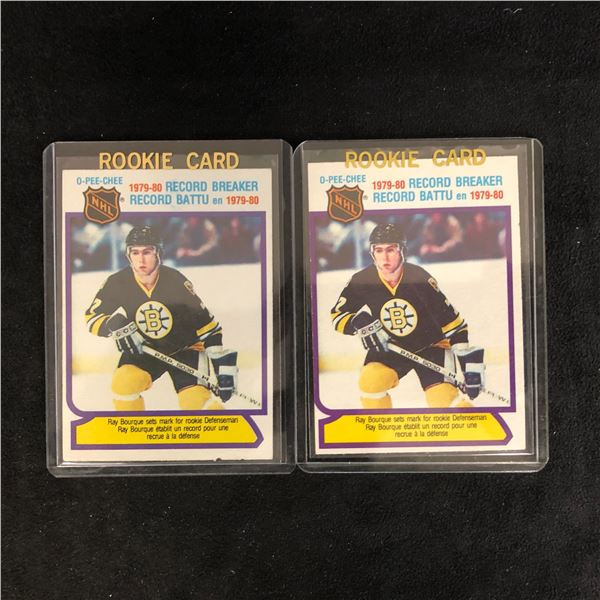 ROOKIE CARD
O-PEE-CHEE
1979-80 RECORD BREAKER
RECORD BATTU en 1979-80
NHL ®
B
7
Ray Bourque sets mark for rookie Defenseman
Ray Bourque établit un record pour une
recrue à la défense
ROOKIE CARD
O-PEE-CHEE
1979-80 RECORD BREAKER
RECORD BATTU en 1979-80
NHL ®
B
7
Ray Bourque sets mark for rookie Defenseman
Ray Bourque établit un record pour une
recrue à la défense